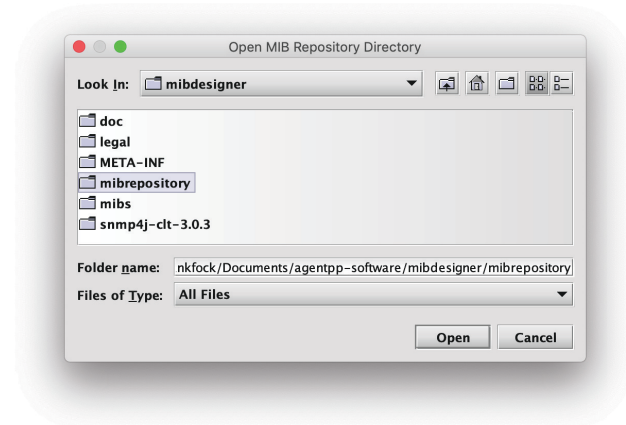 Open MIB Repository Directory
Look In: mibdesigner
doc
legal
META-INF
mibrepository
mibs
snmp4j-clt-3.0.3
Folder name: nkfock/Documents/agentpp-software/mibdesigner/mibrepository
Files of Type: All Files
Open Cancel